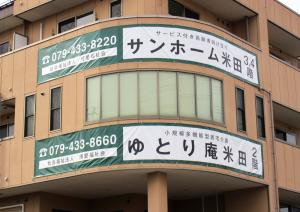 サービス付き高齢者向け住宅
☎079-433-8220
サンホーム米田
3,4階
小規模多機能型居宅介護
☎079-433-8660
ゆとり庵米田
2階